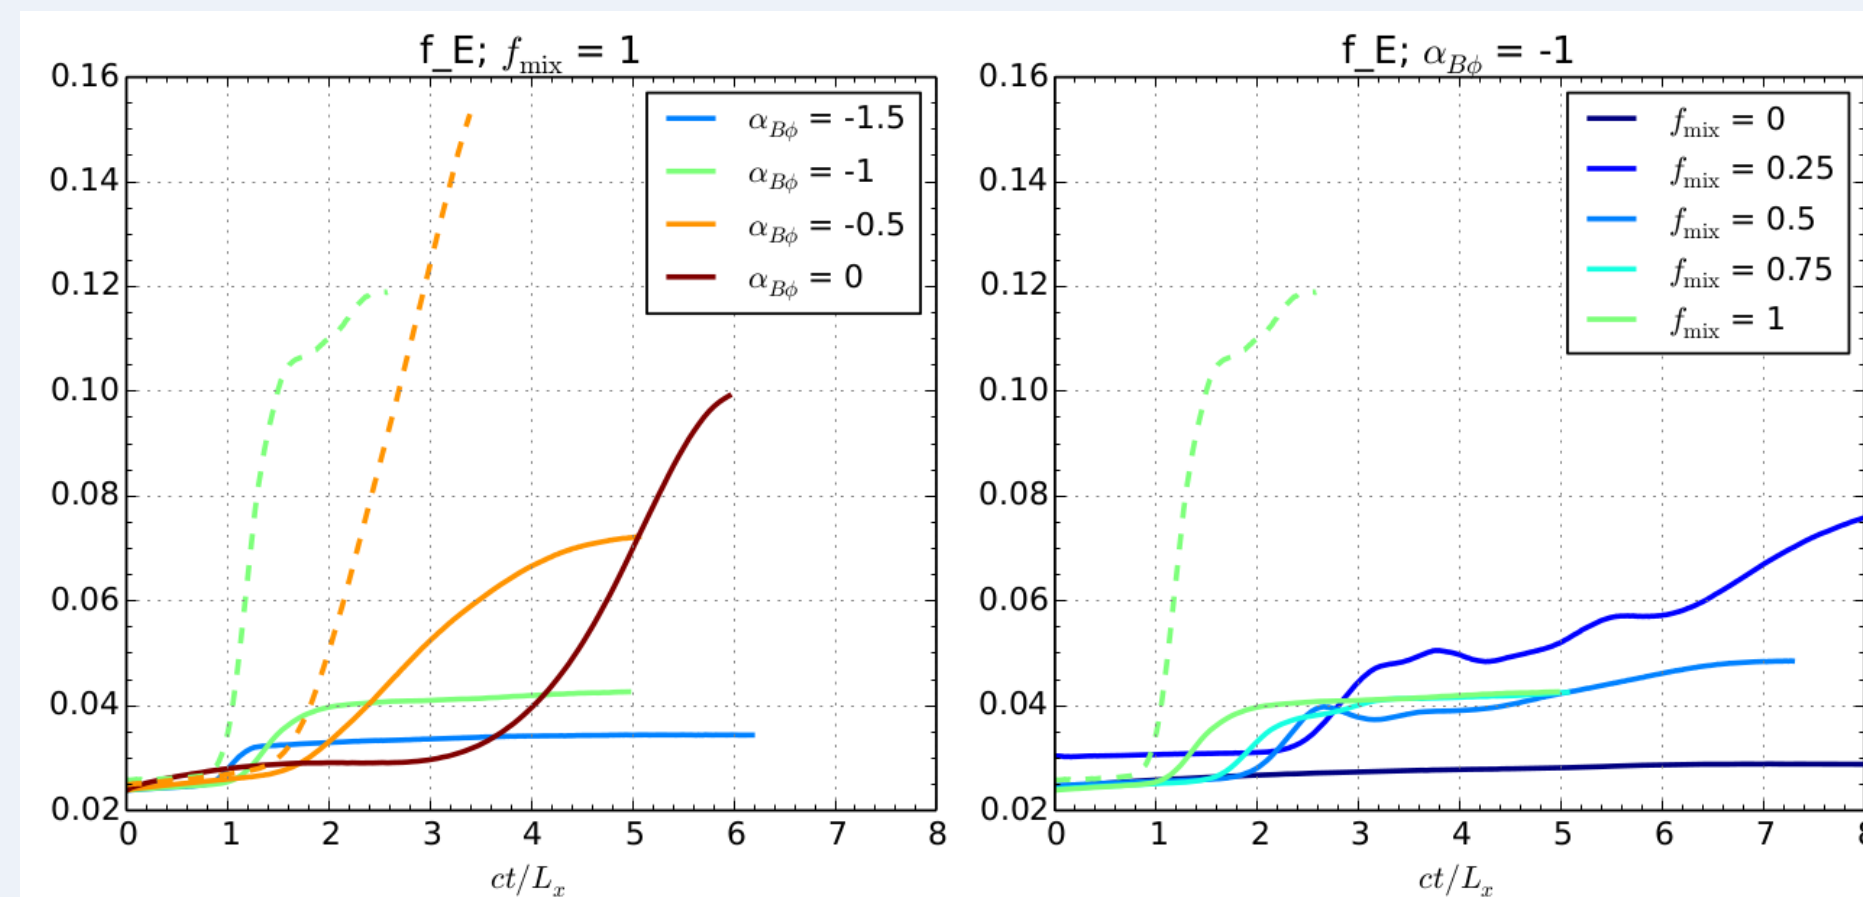 f_E; f_mix = 1
0.16
0.14
0.12
0.10
0.08
0.06
0.04
0.02
0 1 2 3 4 5 6 7 8
ct/L_x
α_Bϕ = -1.5
α_Bϕ = -1
α_Bϕ = -0.5
α_Bϕ = 0
f_E; α_Bϕ = -1
0.16
0.14
0.12
0.10
0.08
0.06
0.04
0.02
0 1 2 3 4 5 6 7 8
ct/L_x
f_mix = 0
f_mix = 0.25
f_mix = 0.5
f_mix = 0.75
f_mix = 1